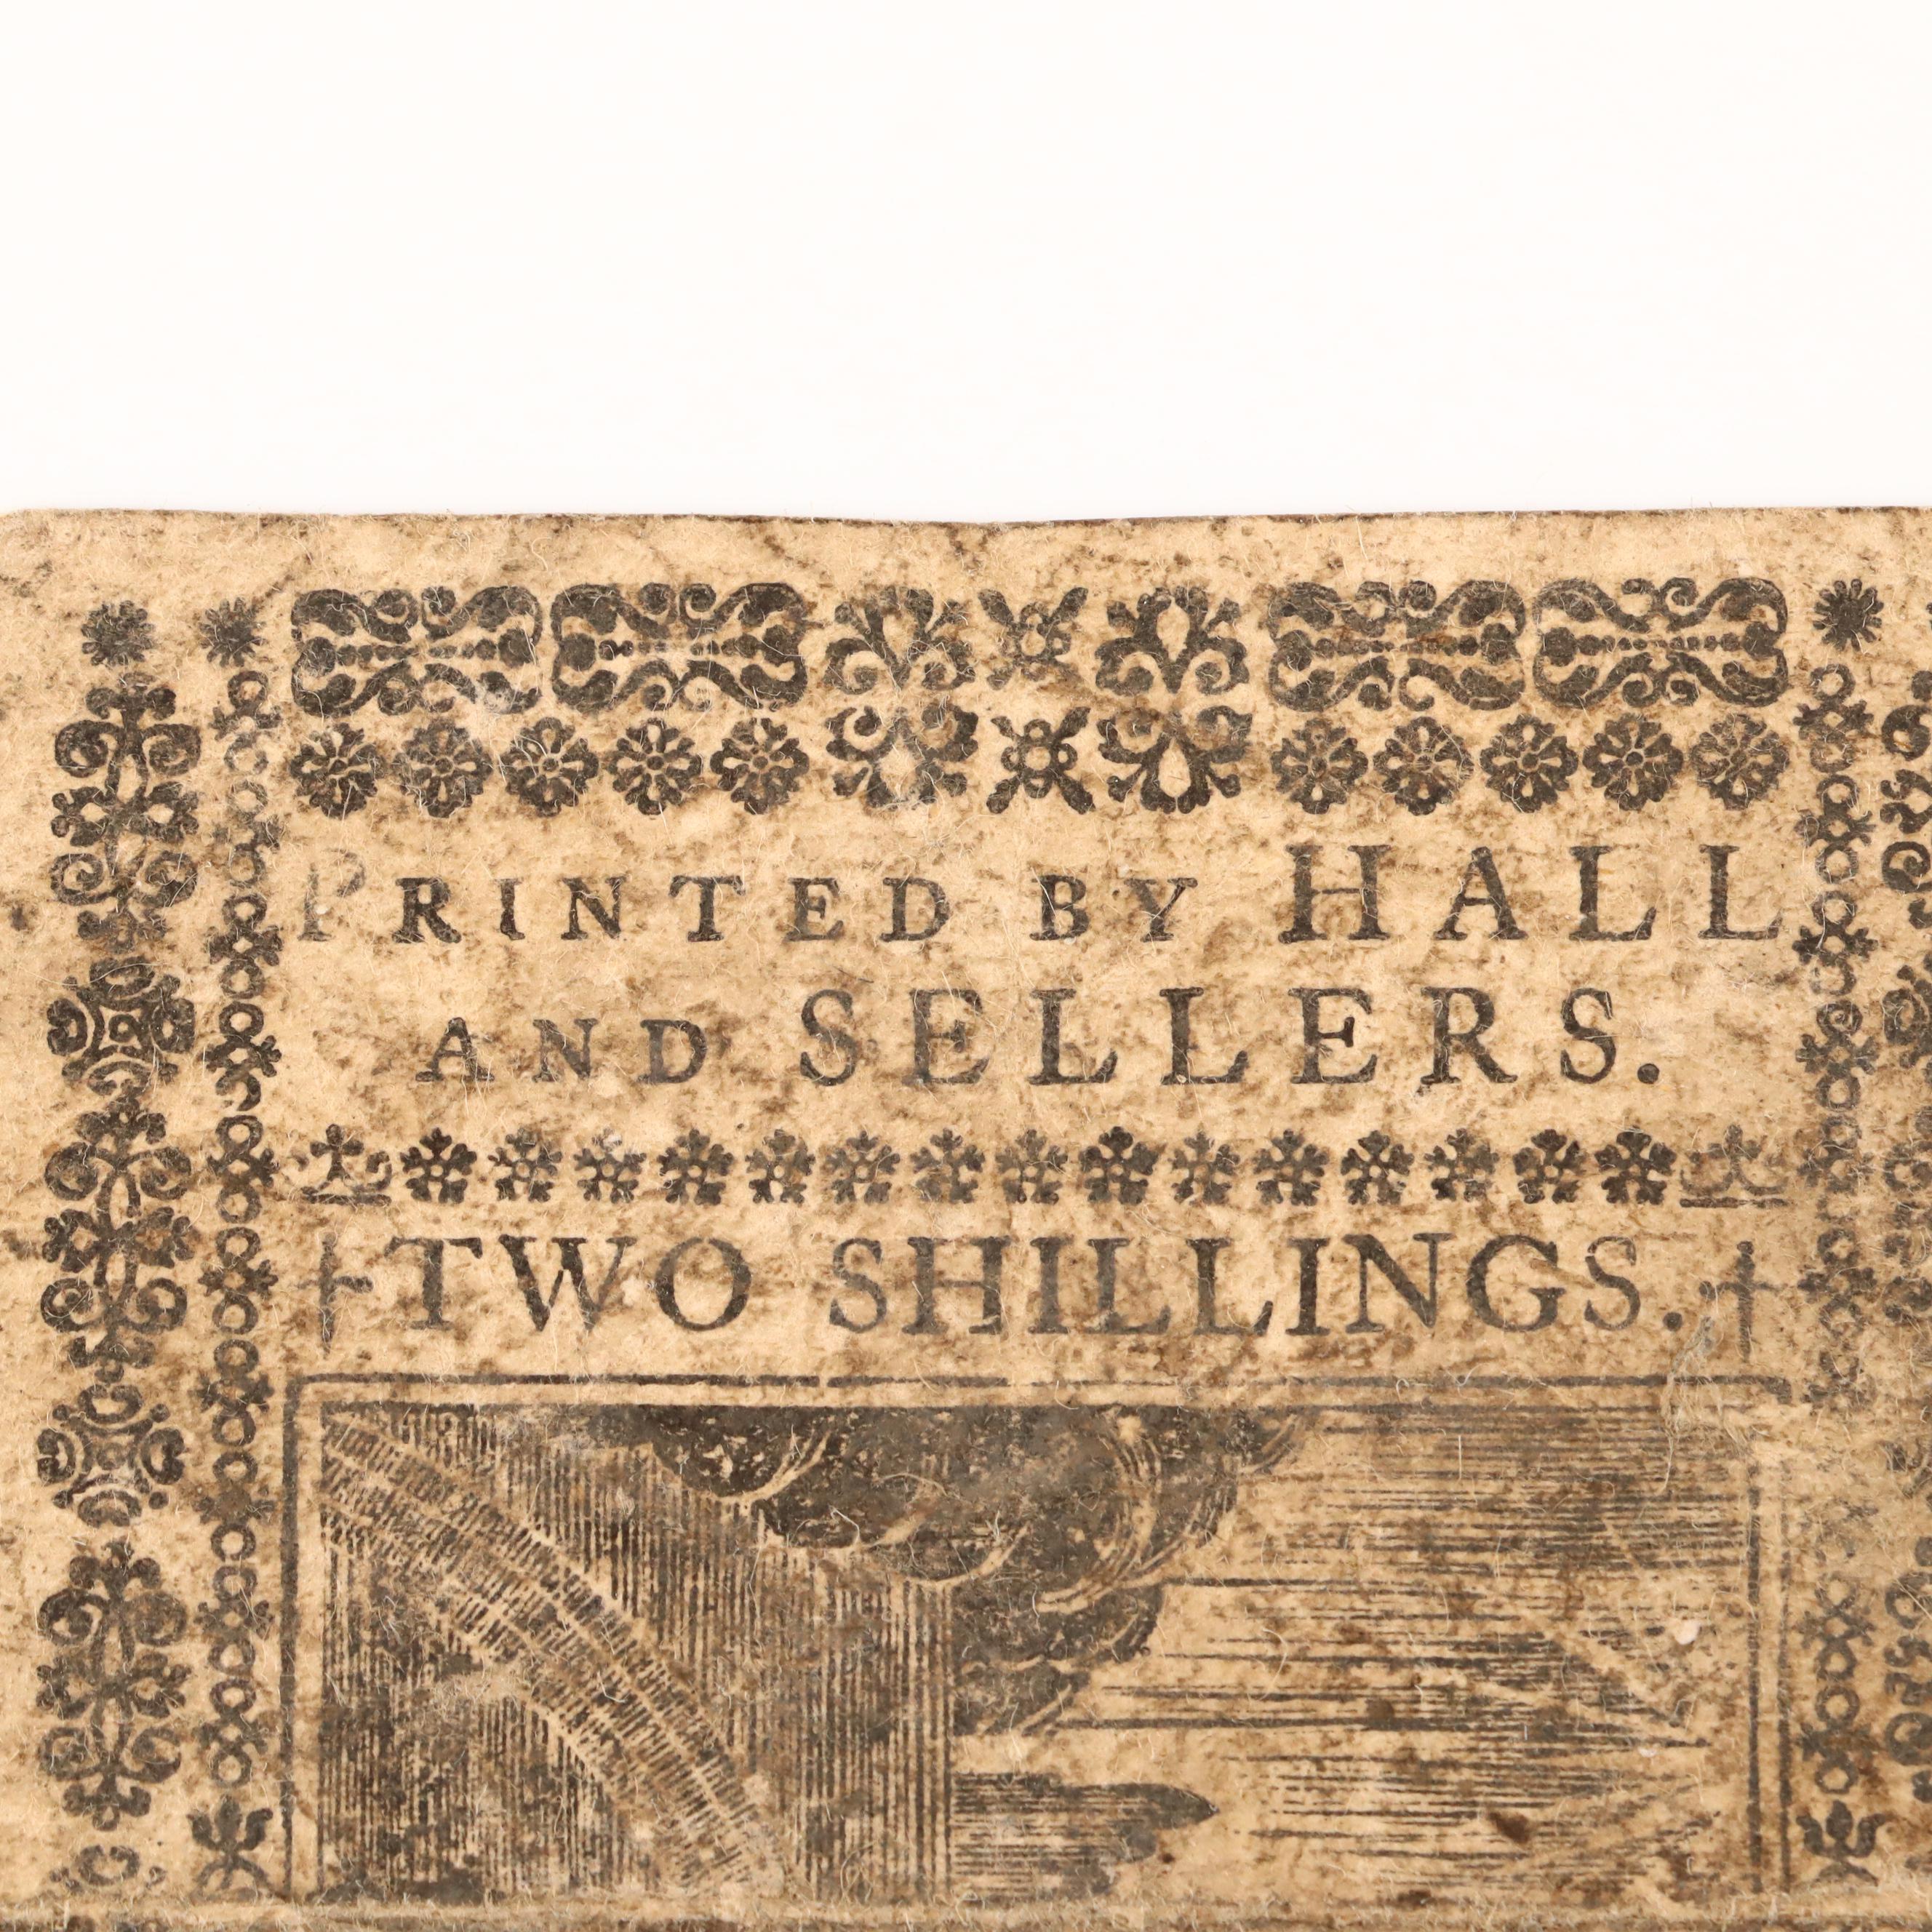 PRINTED BY HALL
AND SELLERS.
TWO SHILLINGS.